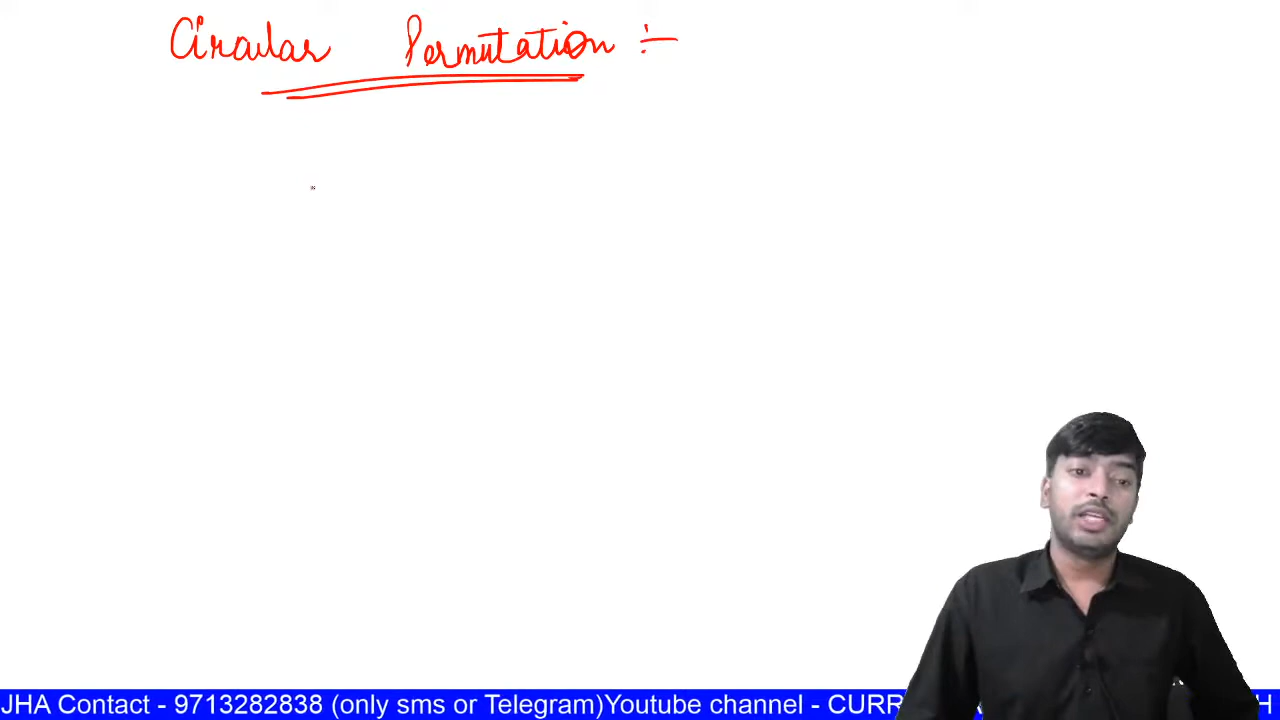 Circular Permutation :-
JHA Contact - 9713282838 (only sms or Telegram)Youtube channel - CURR H